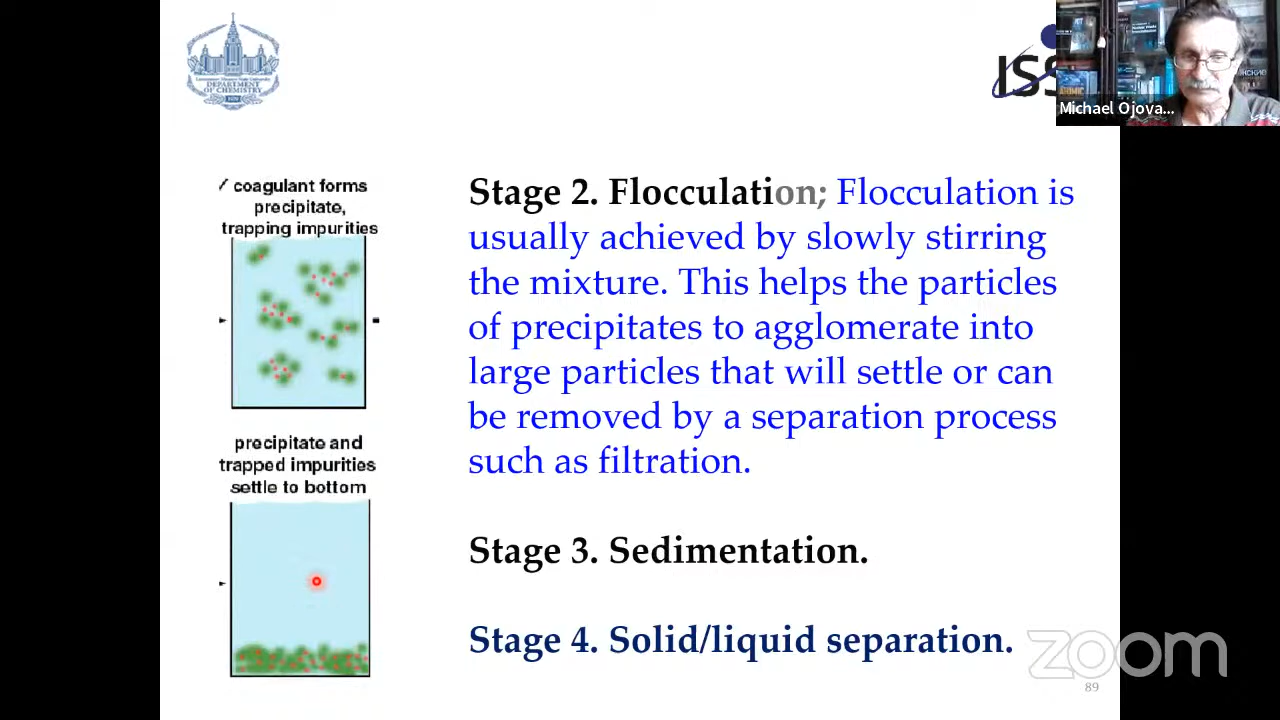 DEPARTMENT
OF CHEMISTRY
ISS
Michael Ojova...
coagulant forms
precipitate,
trapping impurities
precipitate and
trapped impurities
settle to bottom
Stage 2. Flocculation; Flocculation is
usually achieved by slowly stirring
the mixture. This helps the particles
of precipitates to agglomerate into
large particles that will settle or can
be removed by a separation process
such as filtration.
Stage 3. Sedimentation.
Stage 4. Solid/liquid separation.
zoom
89